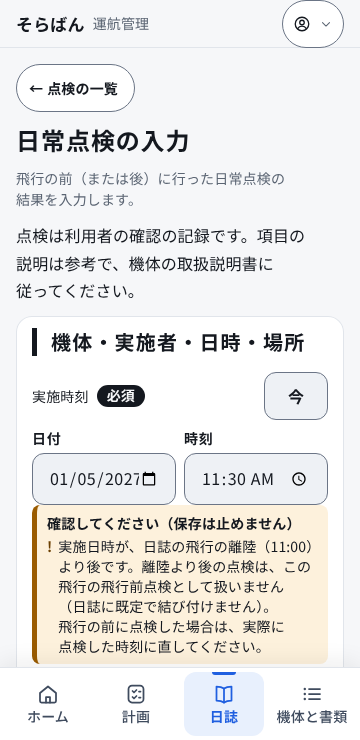 そらばん 運航管理
← 点検の一覧
日常点検の入力
飛行の前（または後）に行った日常点検の
結果を入力します。
点検は利用者の確認の記録です。項目の
説明は参考で、機体の取扱説明書に
従ってください。
機体・実施者・日時・場所
実施時刻 必須 今
日付 時刻
01/05/2027 11:30 AM
確認してください（保存は止めません）
! 実施日時が、日誌の飛行の離陸（11:00）
より後です。離陸より後の点検は、この
飛行の飛行前点検として扱いません
（日誌に既定で結び付けません）。
飛行の前に点検した場合は、実際に
点検した時刻に直してください。
ホーム 計画 日誌 機体と書類